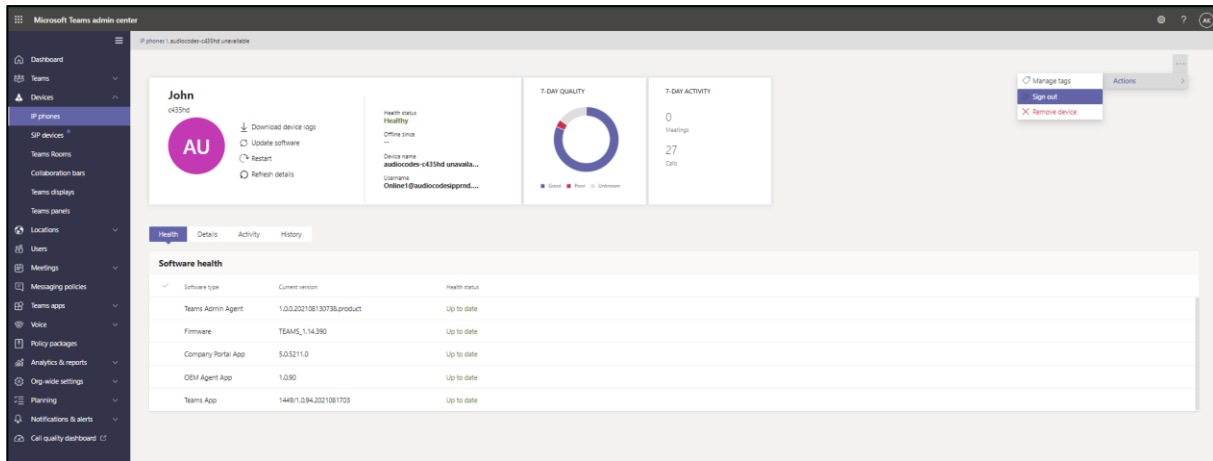 Microsoft Teams admin center
?
AK
IP phones \ audiocodes-c435hd unavailable
Dashboard
Teams
Devices
IP phones
SIP devices
Teams Rooms
Collaboration bars
Teams displays
Teams panels
Locations
Users
Meetings
Messaging policies
Teams apps
Voice
Policy packages
Analytics & reports
Org-wide settings
Planning
Notifications & alerts
Call quality dashboard
John
c435hd
AU
Download device logs
Update software
Restart
Refresh details
Health status
Healthy
Offline since
---
Device name
audiocodes-c435hd unavaila...
Username
Online1@audiocodesipprnd....
7-DAY QUALITY
Good Poor Unknown
7-DAY ACTIVITY
0
Meetings
27
Calls
...
Manage tags
Sign out
Remove device
Actions
Health Details Activity History
Software health
Software type Current version Health status
Teams Admin Agent 1.0.0.202108130738.product Up to date
Firmware TEAMS_1.14.390 Up to date
Company Portal App 5.0.5211.0 Up to date
OEM Agent App 1.0.90 Up to date
Teams App 1449/1.0.94.2021081703 Up to date